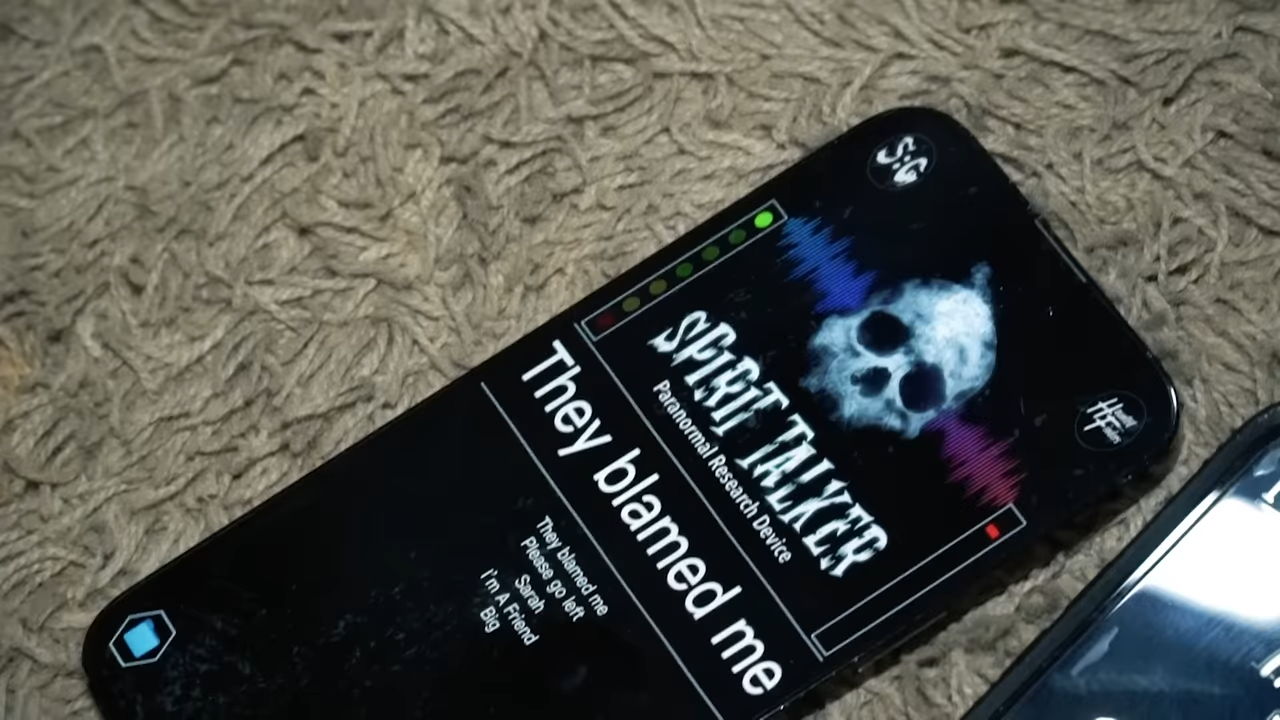 S:G
SPIRIT TALKER
Paranormal Research Device
They blamed me
They blamed me
Please go left
Sarah
I'm A Friend
Big